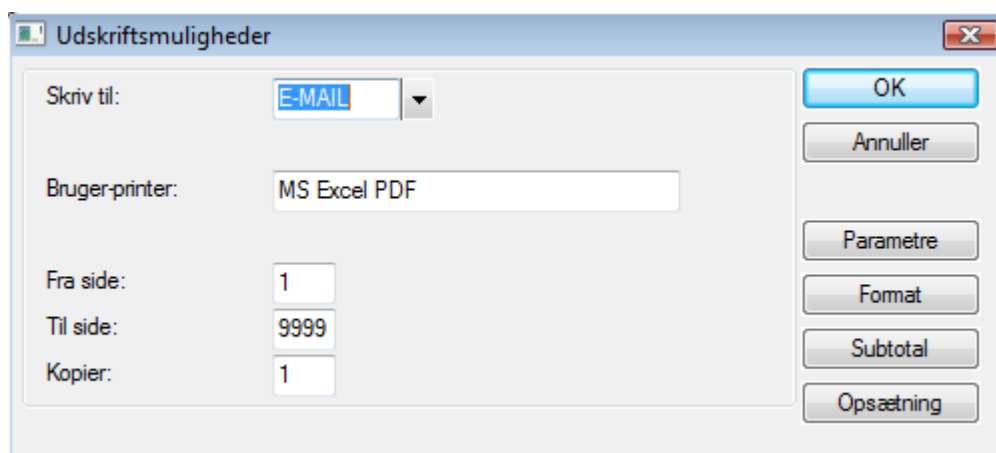 Udskriftsmuligheder
Skriv til: E-MAIL
OK
Annuller
Bruger-printer: MS Excel PDF
Parametre
Fra side: 1
Format
Til side: 9999
Subtotal
Kopier: 1
Opsætning